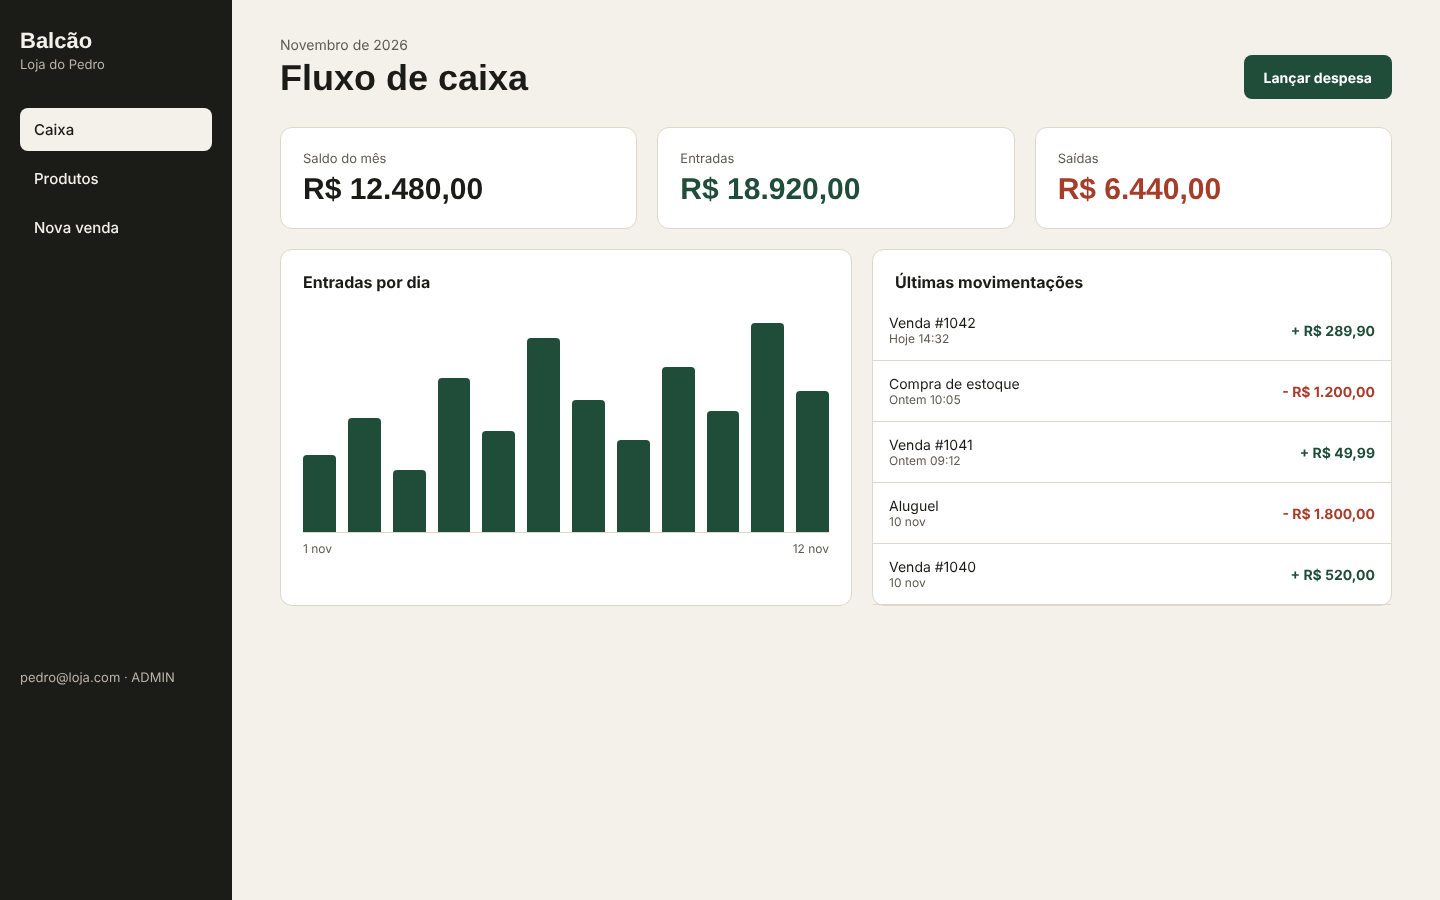 Balcão
Loja do Pedro
Caixa
Produtos
Nova venda
pedro@loja.com · ADMIN
Novembro de 2026
Fluxo de caixa
Lançar despesa
Saldo do mês
R$ 12.480,00
Entradas
R$ 18.920,00
Saídas
R$ 6.440,00
Entradas por dia
1 nov
12 nov
Últimas movimentações
Venda #1042
Hoje 14:32
+ R$ 289,90
Compra de estoque
Ontem 10:05
- R$ 1.200,00
Venda #1041
Ontem 09:12
+ R$ 49,99
Aluguel
10 nov
- R$ 1.800,00
Venda #1040
10 nov
+ R$ 520,00